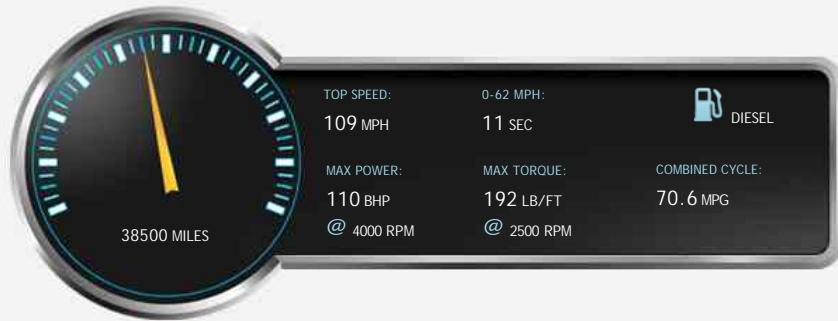 38500 MILES
TOP SPEED:
109 MPH
0-62 MPH:
11 SEC
DIESEL
MAX POWER:
110 BHP
@ 4000 RPM
MAX TORQUE:
192 LB/FT
@ 2500 RPM
COMBINED CYCLE:
70.6 MPG